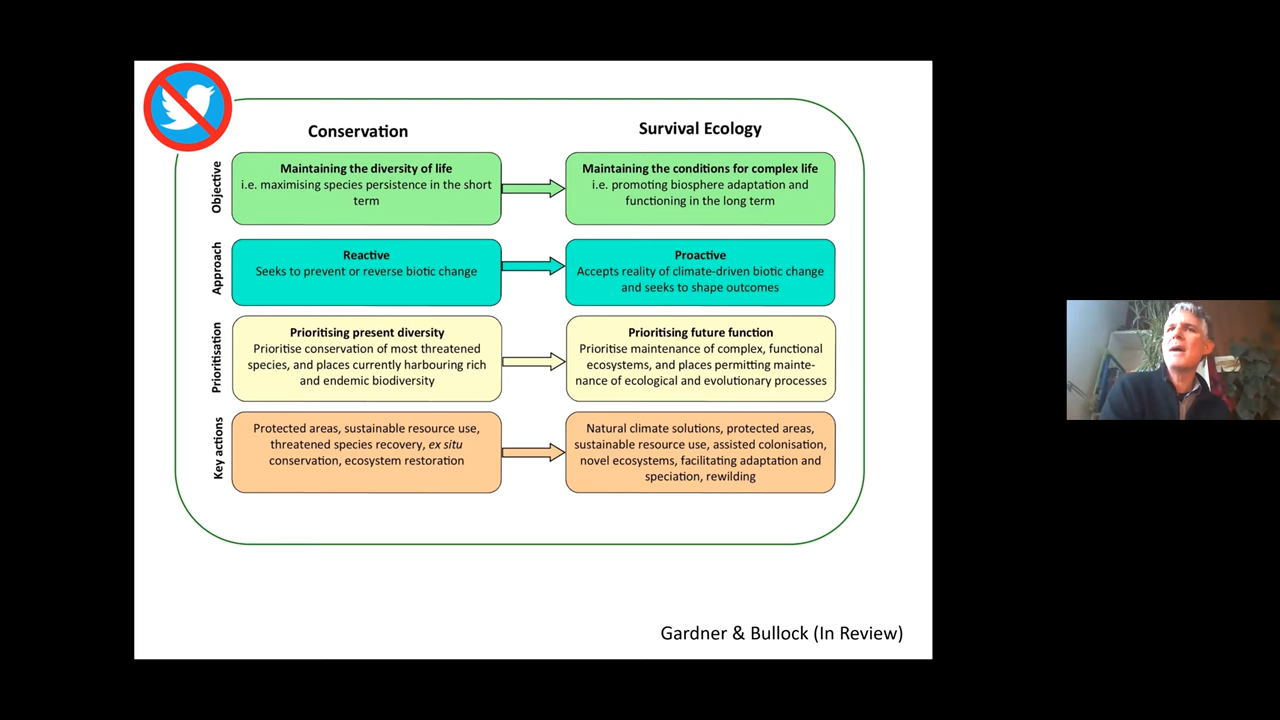 Conservation
Survival Ecology
Objective
Maintaining the diversity of life
i.e. maximising species persistence in the short
term
Maintaining the conditions for complex life
i.e. promoting biosphere adaptation and
functioning in the long term
Approach
Reactive
Seeks to prevent or reverse biotic change
Proactive
Accepts reality of climate-driven biotic change
and seeks to shape outcomes
Prioritisation
Prioritising present diversity
Prioritise conservation of most threatened
species, and places currently harbouring rich
and endemic biodiversity
Prioritising future function
Prioritise maintenance of complex, functional
ecosystems, and places permitting mainte-
nance of ecological and evolutionary processes
Key actions
Protected areas, sustainable resource use,
threatened species recovery, ex situ
conservation, ecosystem restoration
Natural climate solutions, protected areas,
sustainable resource use, assisted colonisation,
novel ecosystems, facilitating adaptation and
speciation, rewilding
Gardner & Bullock (In Review)